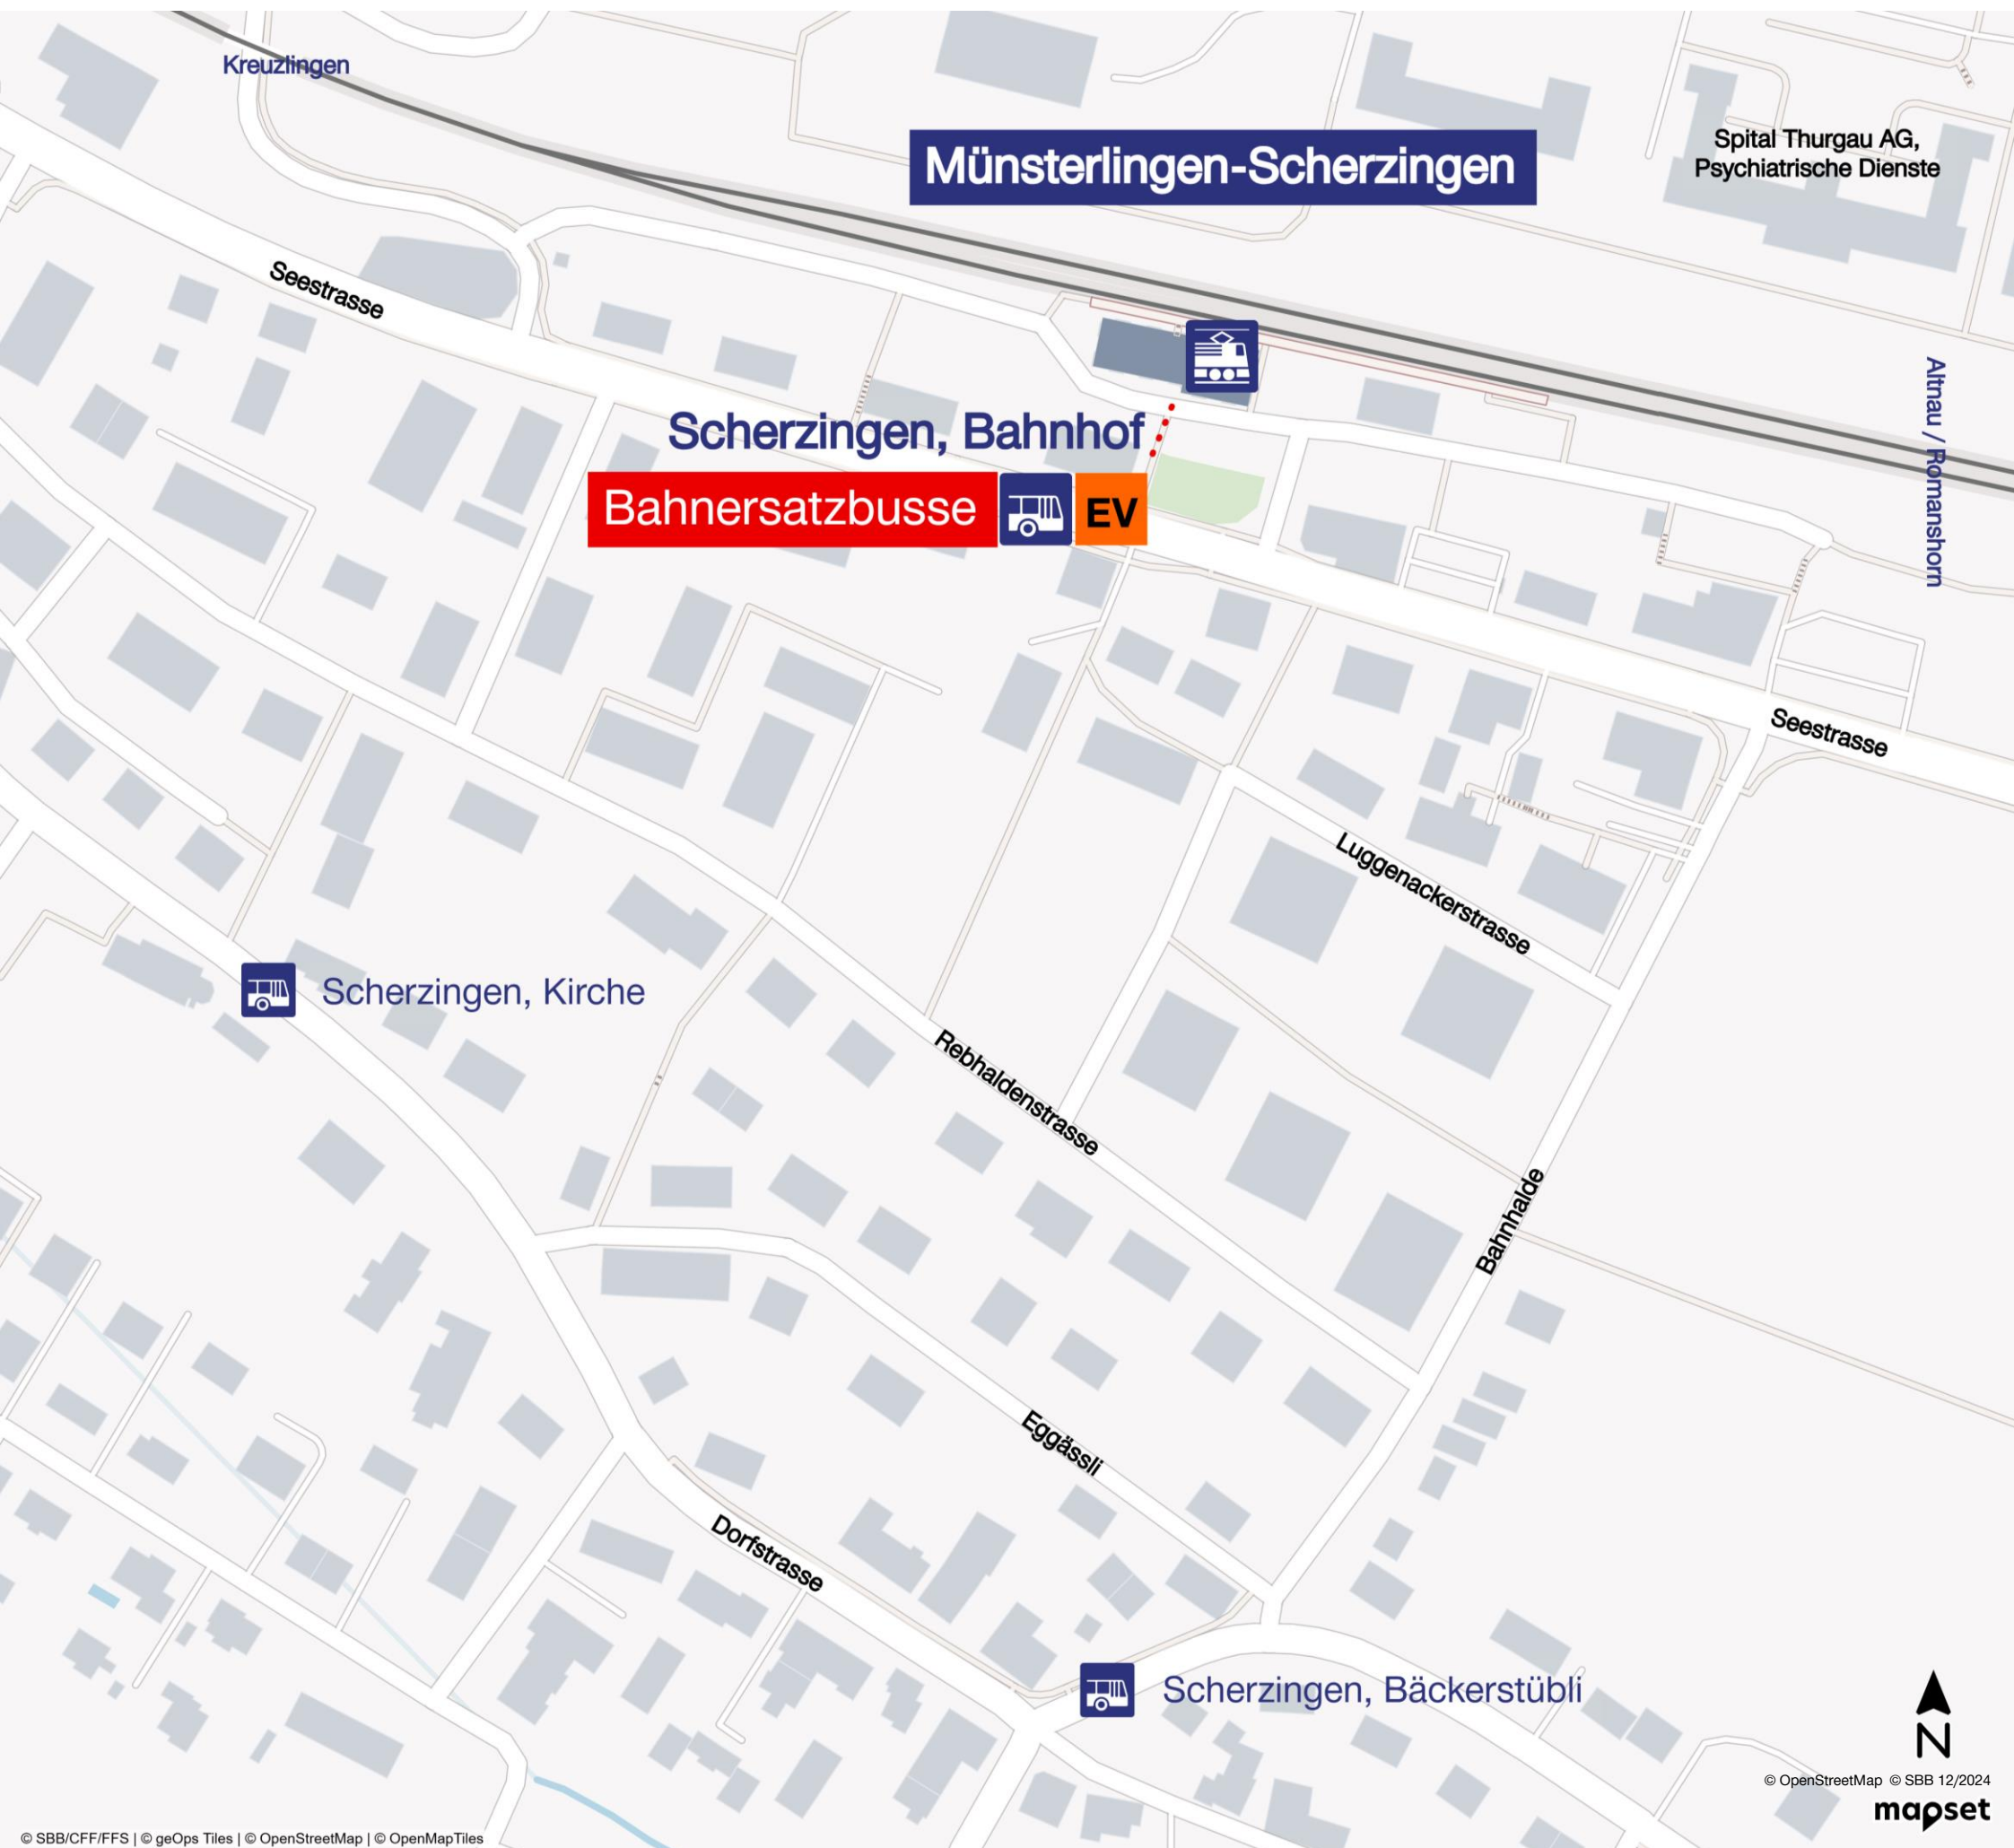 Kreuzlingen
Münsterlingen-Scherzingen
Spital Thurgau AG,
Psychiatrische Dienste
Seestrasse
Altnau / Romanshorn
Scherzingen, Bahnhof
Bahnersatzbusse EV
Seestrasse
Luggenackerstrasse
Scherzingen, Kirche
Rebhaldenstrasse
Bahnhalde
Eggässli
Dorfstrasse
Scherzingen, Bäckerstübli
N
© OpenStreetMap © SBB 12/2024
mapset
© SBB/CFF/FFS | © geOps Tiles | © OpenStreetMap | © OpenMapTiles